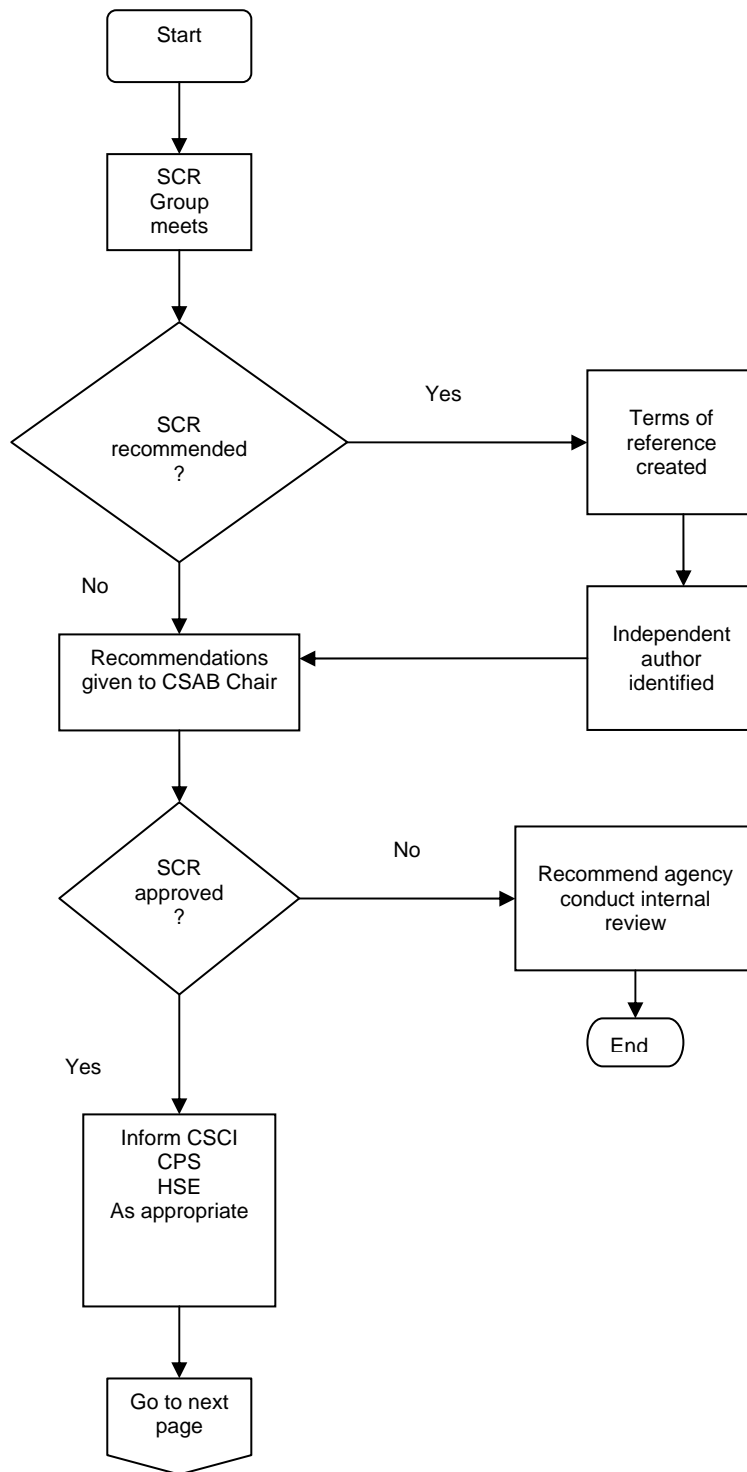 Start
SCR
Group
meets
SCR
recommended
?
Yes
Terms of
reference
created
No
Independent
author
identified
Recommendations
given to CSAB Chair
SCR
approved
?
No
Recommend agency
conduct internal
review
End
Yes
Inform CSCI
CPS
HSE
As appropriate
Go to next
page